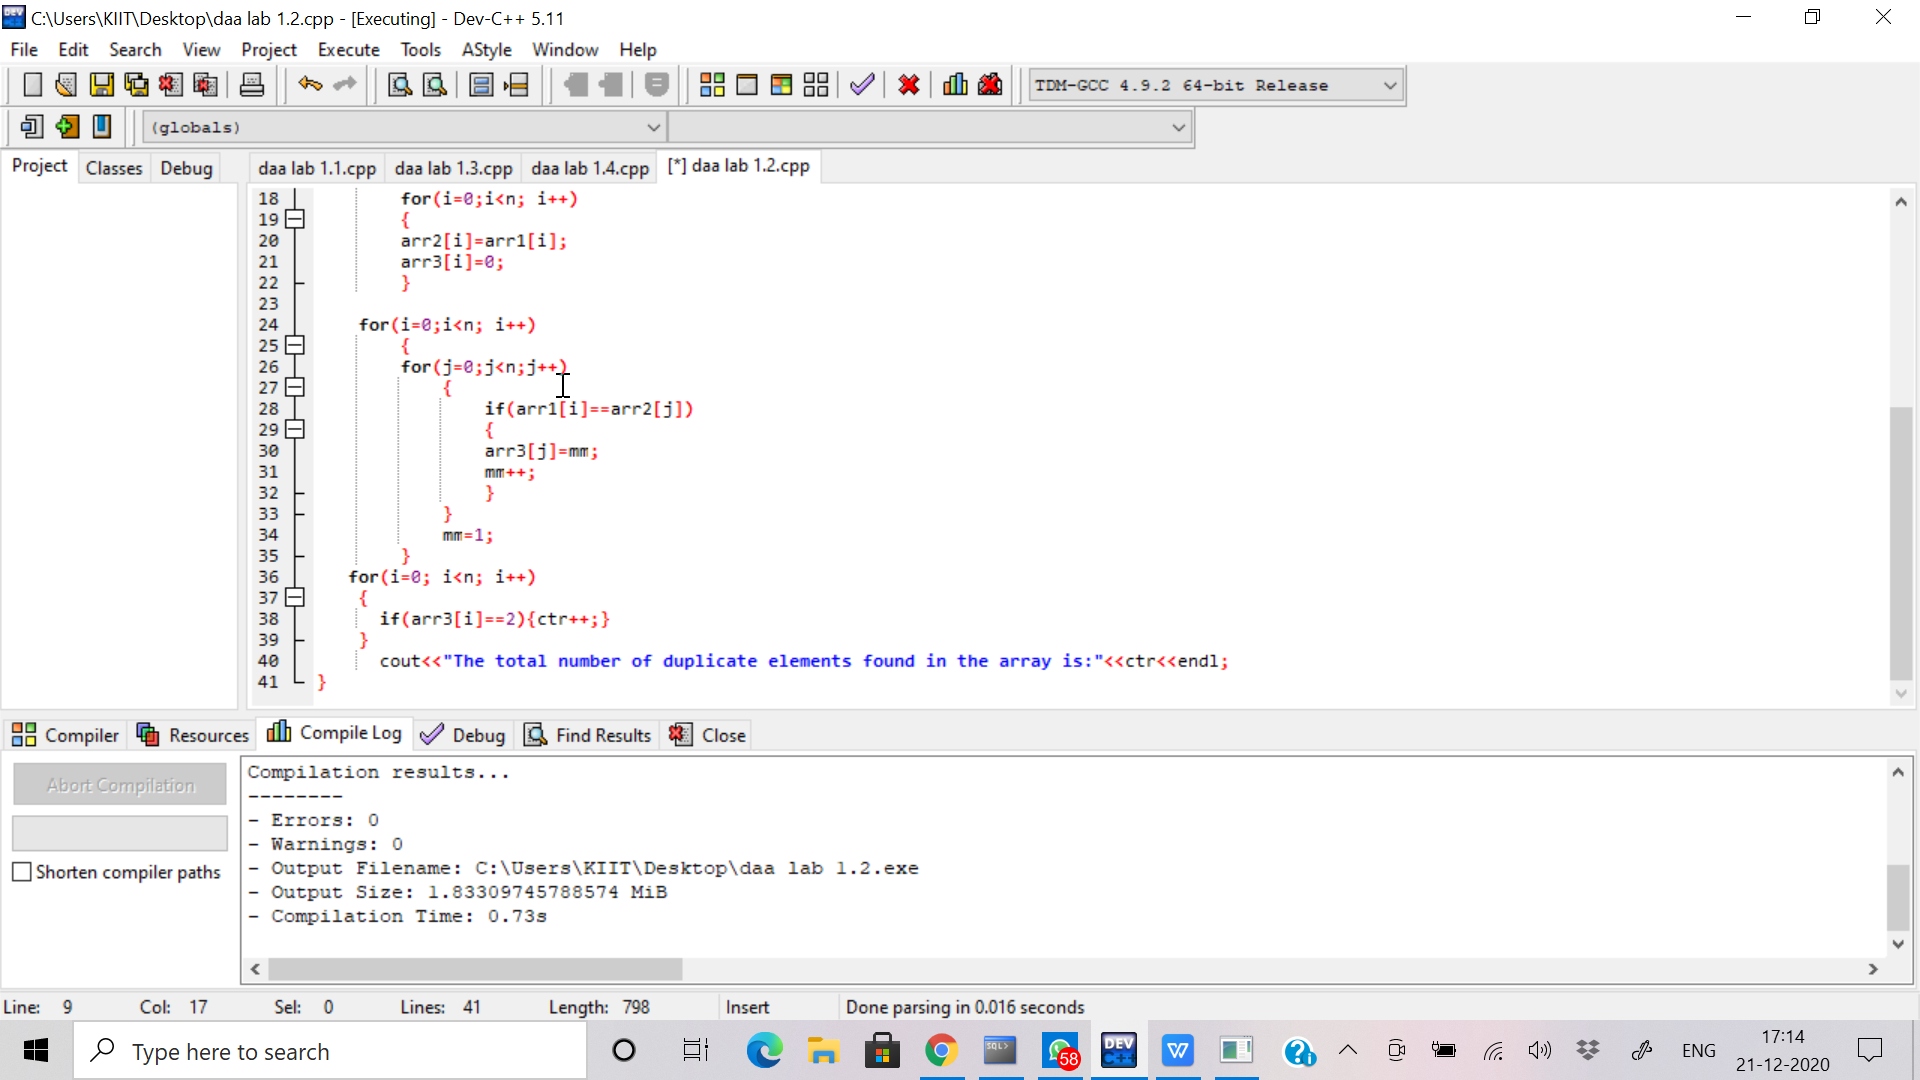 C:\Users\KIIT\Desktop\daa lab 1.2.cpp - [Executing] - Dev-C++ 5.11
File Edit Search View Project Execute Tools AStyle Window Help
TDM-GCC 4.9.2 64-bit Release
(globals)
Project Classes Debug
daa lab 1.1.cpp daa lab 1.3.cpp daa lab 1.4.cpp [*] daa lab 1.2.cpp
18 for(i=0;i<n; i++)
19 {
20 arr2[i]=arr1[i];
21 arr3[i]=0;
22 }
23
24 for(i=0;i<n; i++)
25 {
26 for(j=0;j<n;j++)
27 {
28 if(arr1[i]==arr2[j])
29 {
30 arr3[j]=mm;
31 mm++;
32 }
33 }
34 mm=1;
35 }
36 for(i=0; i<n; i++)
37 {
38 if(arr3[i]==2){ctr++;}
39 }
40 cout<<"The total number of duplicate elements found in the array is:"<<ctr<<endl;
41 }
Compiler Resources Compile Log Debug Find Results Close
Abort Compilation
Shorten compiler paths
Compilation results...
--------
- Errors: 0
- Warnings: 0
- Output Filename: C:\Users\KIIT\Desktop\daa lab 1.2.exe
- Output Size: 1.83309745788574 MiB
- Compilation Time: 0.73s
Line: 9 Col: 17 Sel: 0 Lines: 41 Length: 798 Insert Done parsing in 0.016 seconds
Type here to search
SQL>
58
DEV C++
W
ENG
17:14
21-12-2020